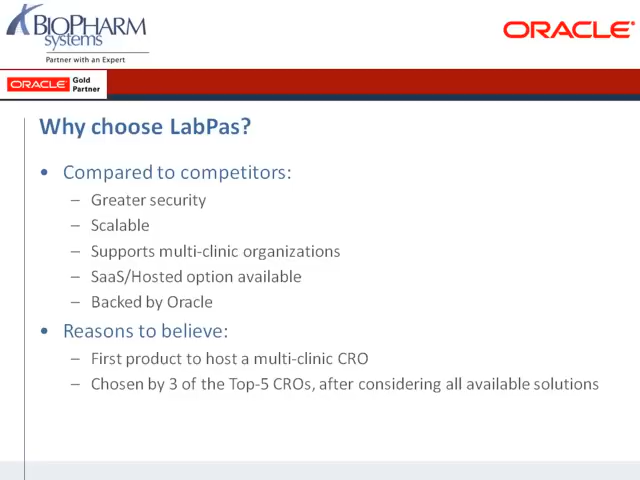 BIOPHARM
systems
Partner with an Expert
ORACLE®
ORACLE Gold
Partner
Why choose LabPas?
• Compared to competitors:
– Greater security
– Scalable
– Supports multi-clinic organizations
– SaaS/Hosted option available
– Backed by Oracle
• Reasons to believe:
– First product to host a multi-clinic CRO
– Chosen by 3 of the Top-5 CROs, after considering all available solutions